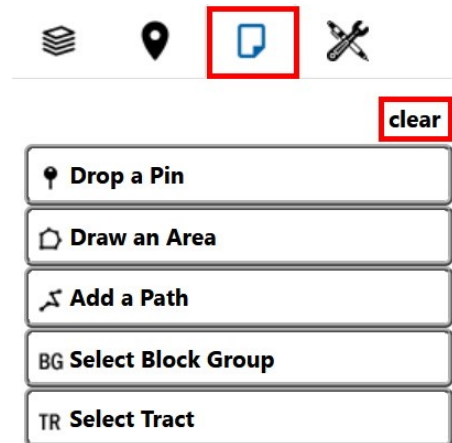 clear
Drop a Pin
Draw an Area
Add a Path
BG Select Block Group
TR Select Tract